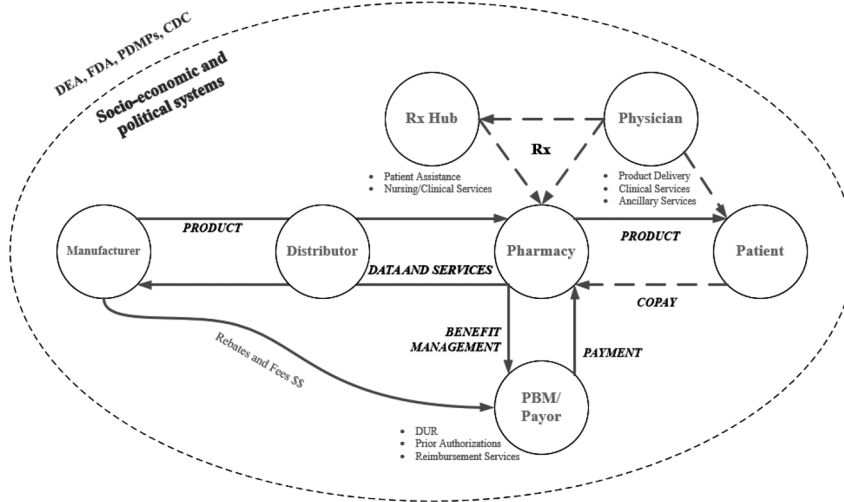 DEA, FDA, PDMPs, CDC
Socio-economic and
political systems
Rx Hub
Physician
Rx
• Patient Assistance
• Nursing/Clinical Services
• Product Delivery
• Clinical Services
• Ancillary Services
Manufacturer
PRODUCT
Distributor
Pharmacy
PRODUCT
Patient
DATA AND SERVICES
COPAY
BENEFIT
MANAGEMENT
PAYMENT
Rebates and Fees $$
PBM/
Payor
• DUR
• Prior Authorizations
• Reimbursement Services